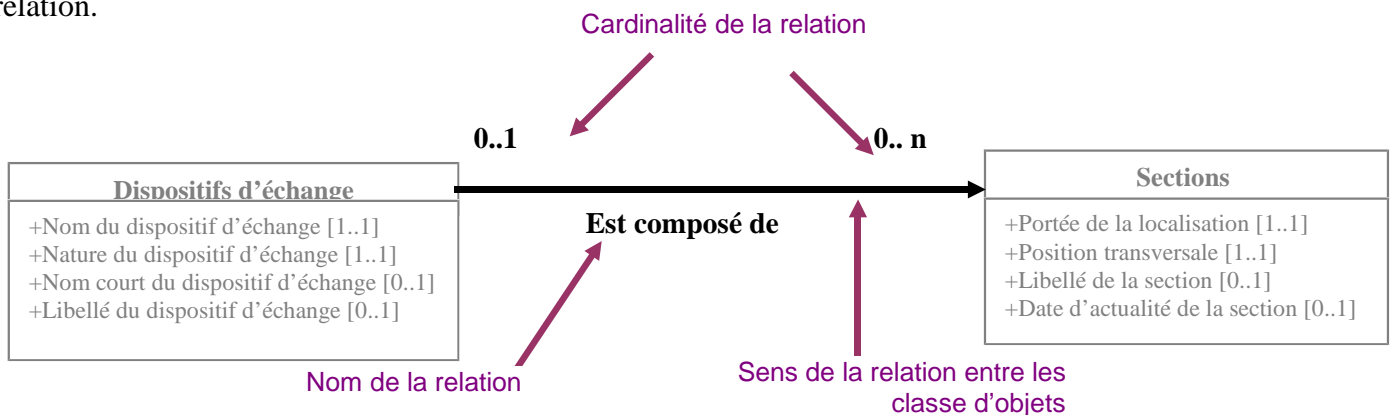 relation.
Cardinalité de la relation
0..1
0.. n
Dispositifs d’échange
+Nom du dispositif d’échange [1..1]
+Nature du dispositif d’échange [1..1]
+Nom court du dispositif d’échange [0..1]
+Libellé du dispositif d’échange [0..1]
Est composé de
Sections
+Portée de la localisation [1..1]
+Position transversale [1..1]
+Libellé de la section [0..1]
+Date d’actualité de la section [0..1]
Nom de la relation
Sens de la relation entre les
classe d’objets